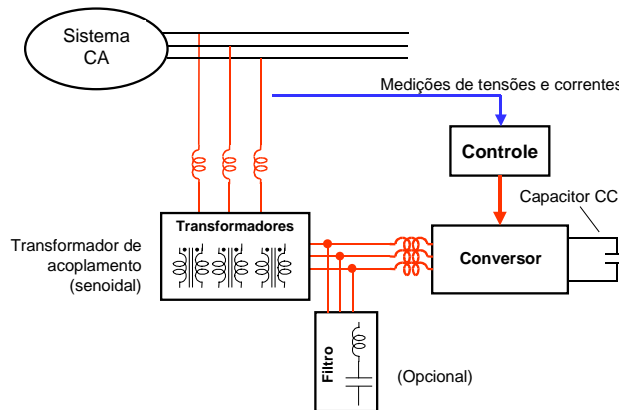 Sistema
CA
Medições de tensões e correntes
Controle
Capacitor CC
Transformadores
Transformador de
acoplamento
(senoidal)
Conversor
Filtro
(Opcional)